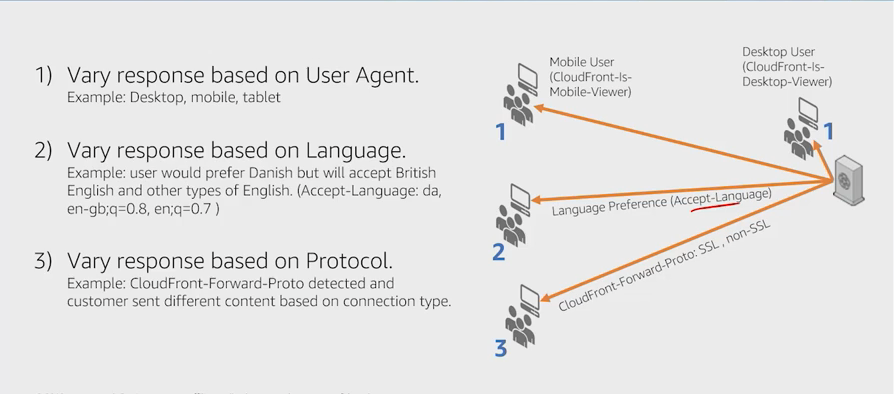 1) Vary response based on User Agent.
Example: Desktop, mobile, tablet
2) Vary response based on Language.
Example: user would prefer Danish but will accept British
English and other types of English. (Accept-Language: da,
en-gb;q=0.8, en;q=0.7 )
3) Vary response based on Protocol.
Example: CloudFront-Forward-Proto detected and
customer sent different content based on connection type.
Mobile User
(CloudFront-Is-
Mobile-Viewer)
1
Desktop User
(CloudFront-Is-
Desktop-Viewer)
1
Language Preference (Accept-Language)
2
CloudFront-Forward-Proto: SSL , non-SSL
3